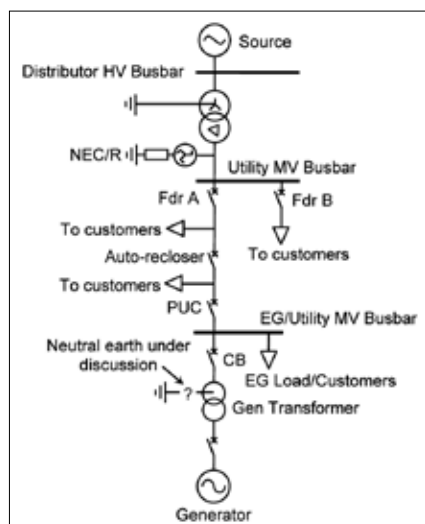 Source
Distributor HV Busbar
NEC/R
Utility MV Busbar
Fdr A
Fdr B
To customers
To customers
Auto-recloser
To customers
PUC
EG/Utility MV Busbar
Neutral earth under
discussion
CB
EG Load/Customers
?
Gen Transformer
Generator